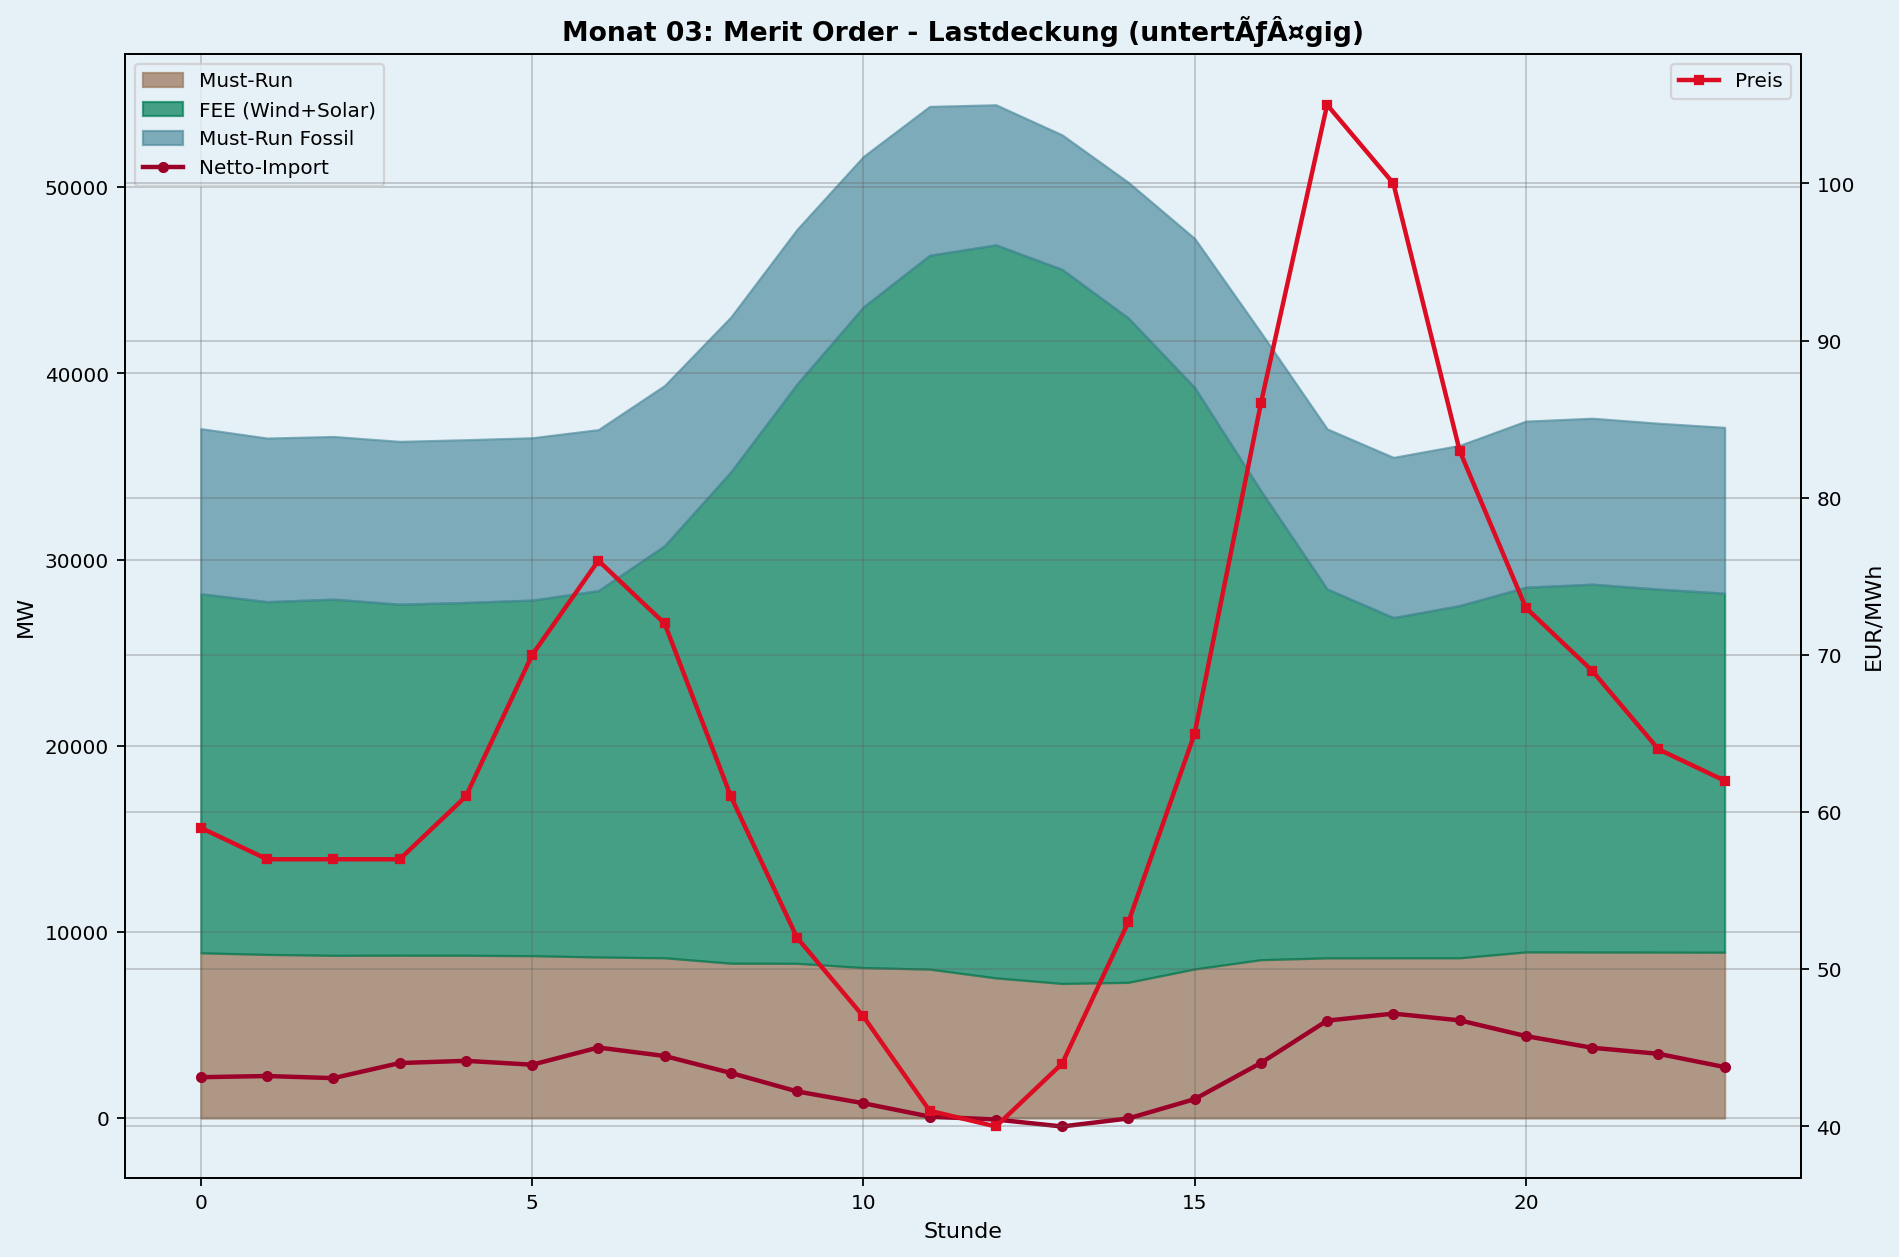 Monat 03: Merit Order - Lastdeckung (untertÃƒÂ¤gig)
Must-Run
FEE (Wind+Solar)
Must-Run Fossil
Netto-Import
Preis
50000
40000
30000
20000
10000
0
MW
100
90
80
70
60
50
40
EUR/MWh
0 5 10 15 20
Stunde